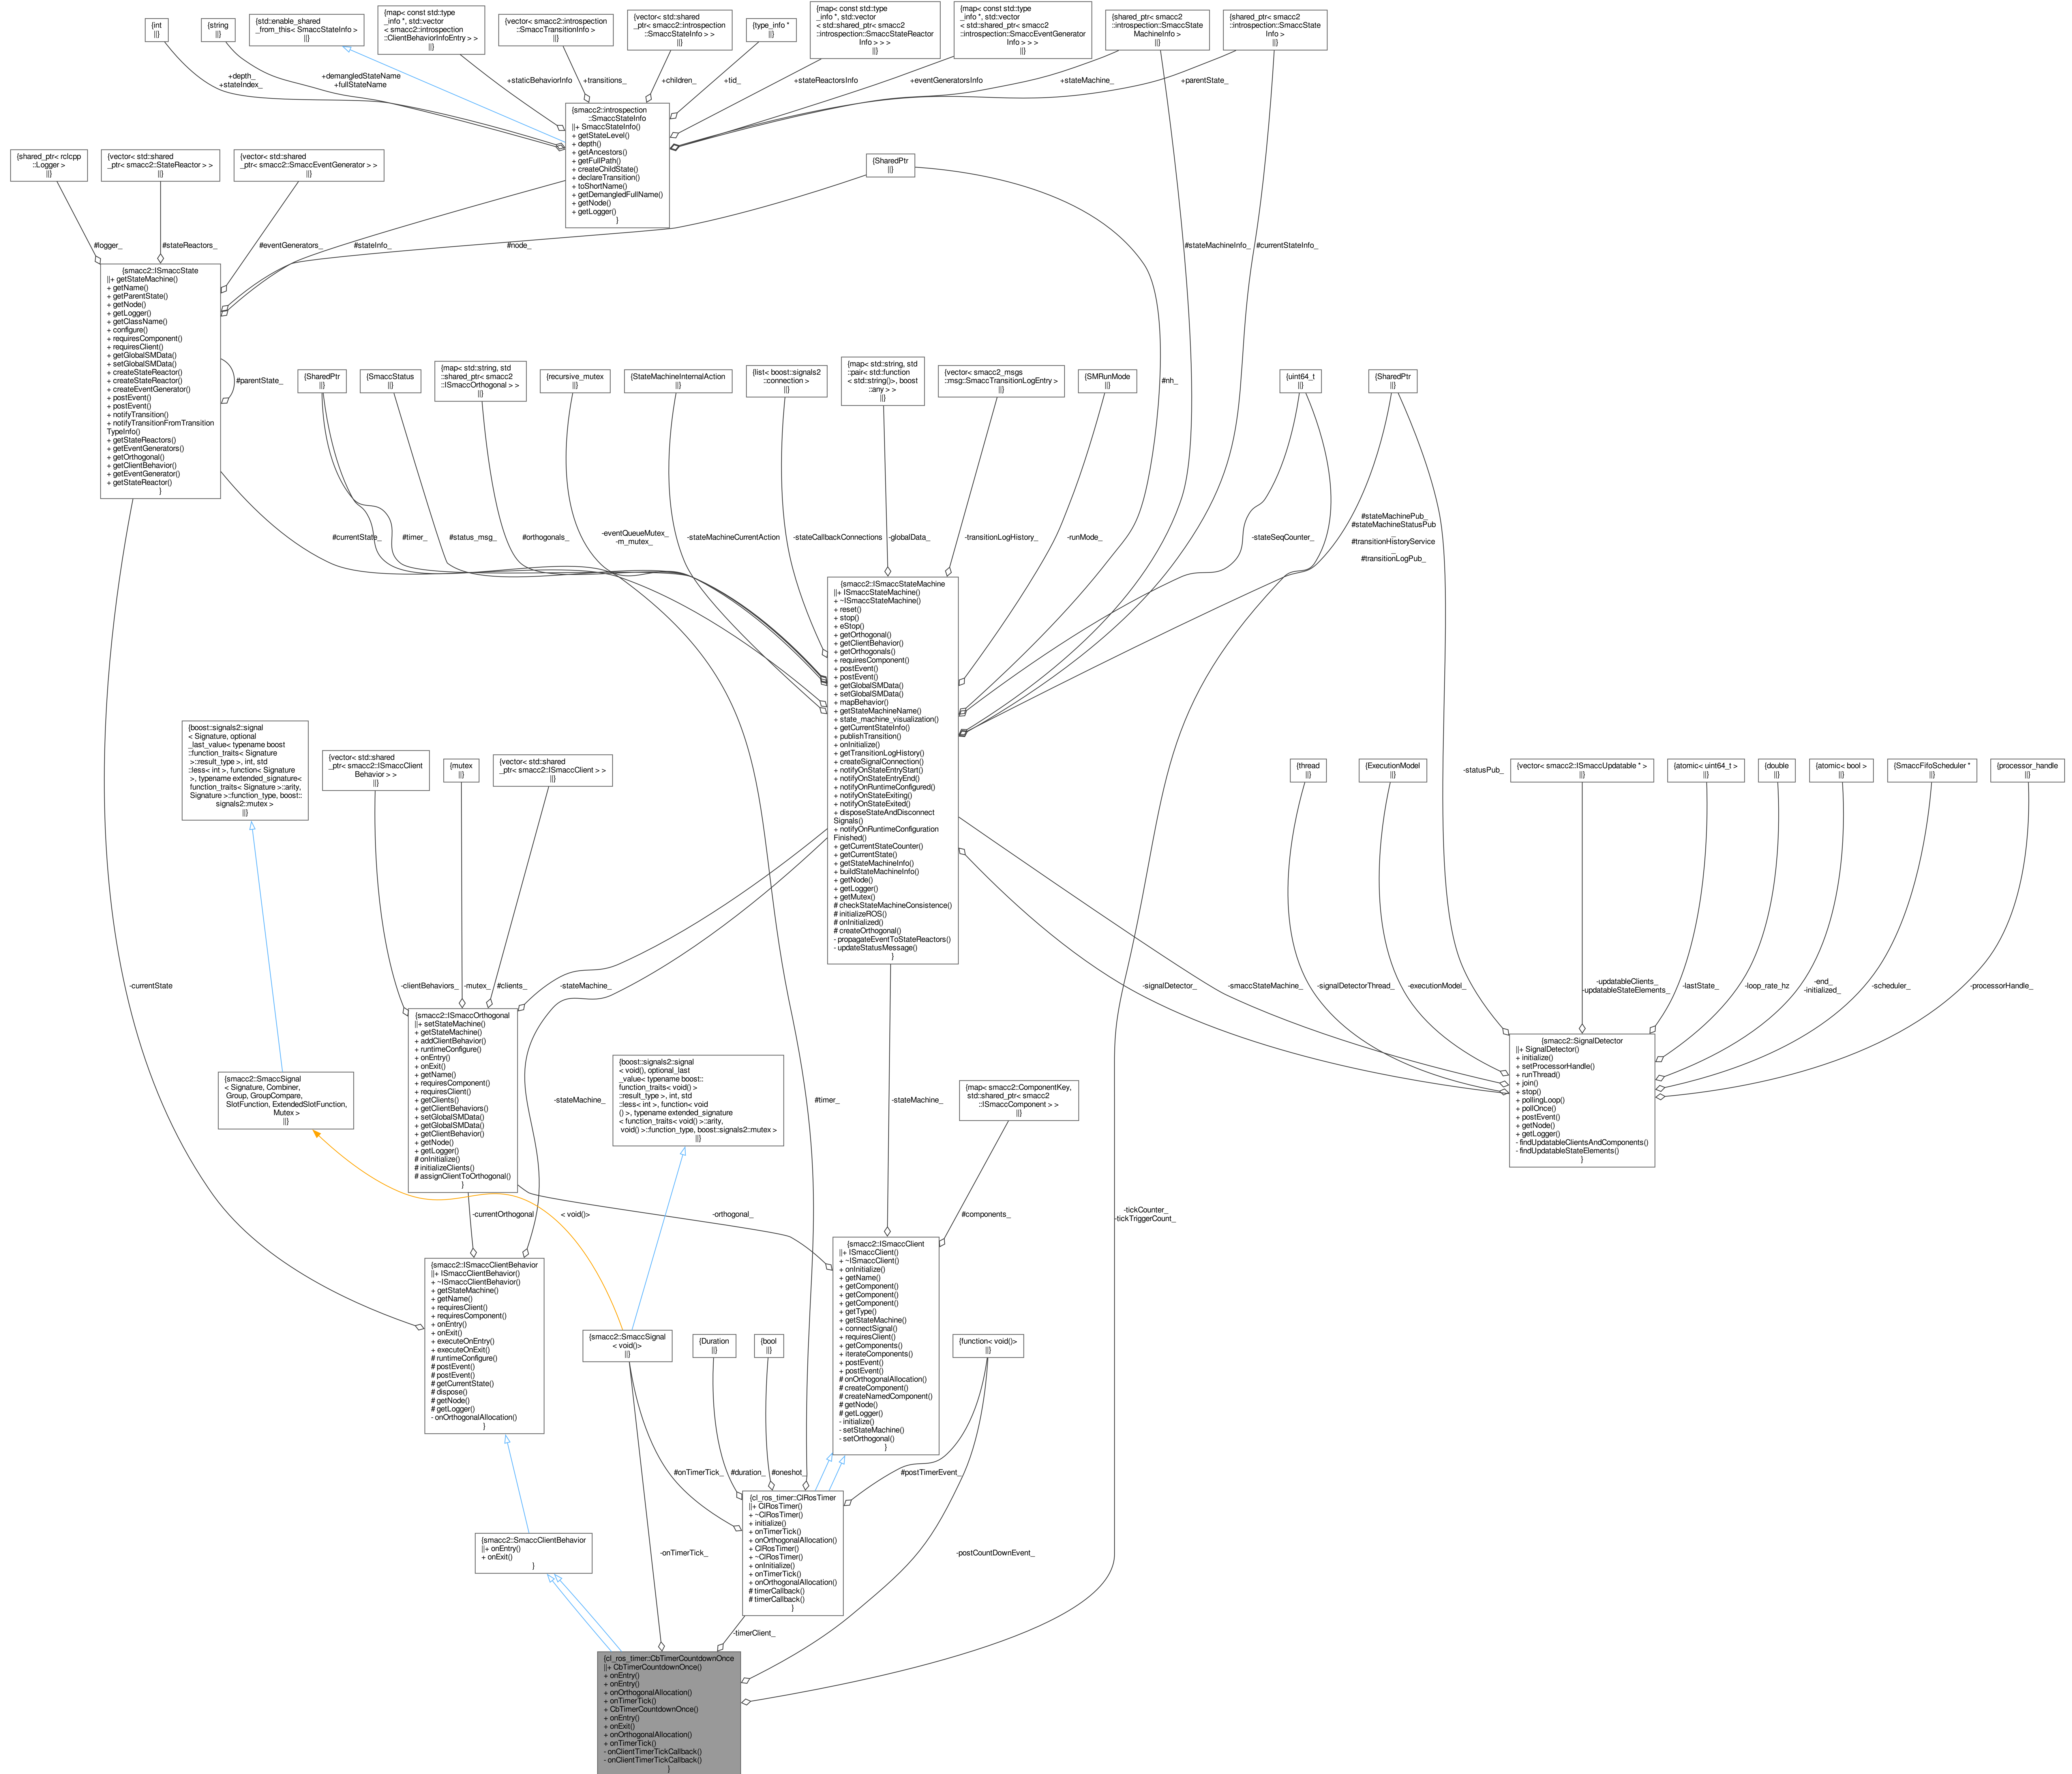 {int
||}
{string
||}
{std::enable_shared
_from_this< SmaccStateInfo >
||}
{map< const std::type
_info *, std::vector
< smacc2::introspection
::ClientBehaviorInfoEntry > >
||}
{vector< smacc2::introspection
::SmaccTransitionInfo >
||}
{vector< std::shared
_ptr< smacc2::introspection
::SmaccStateInfo > >
||}
{type_info *
||}
{map< const std::type
_info *, std::vector
< std::shared_ptr< smacc2
::introspection::SmaccStateReactor
Info > > >
||}
{map< const std::type
_info *, std::vector
< std::shared_ptr< smacc2
::introspection::SmaccEventGenerator
Info > > >
||}
{shared_ptr< smacc2
::introspection::SmaccState
MachineInfo >
||}
{shared_ptr< smacc2
::introspection::SmaccState
Info >
||}
+depth_
+stateIndex_
+demangledStateName
+fullStateName
+staticBehaviorInfo
+transitions_
+children_
+tid_
+stateReactorsInfo
+eventGeneratorsInfo
+stateMachine_
+parentState_
{smacc2::introspection
::SmaccStateInfo
||+ SmaccStateInfo()
+ getStateLevel()
+ depth()
+ getAncestors()
+ getFullPath()
+ createChildState()
+ declareTransition()
+ toShortName()
+ getDemangledFullName()
+ getNode()
+ getLogger()
}
{shared_ptr< rclcpp
::Logger >
||}
{vector< std::shared
_ptr< smacc2::StateReactor > >
||}
{vector< std::shared
_ptr< smacc2::SmaccEventGenerator > >
||}
{SharedPtr
||}
#logger_
#stateReactors_
#eventGenerators_
#stateInfo_
#node_
#stateMachineInfo_
#currentStateInfo_
{smacc2::ISmaccState
||+ getStateMachine()
+ getName()
+ getParentState()
+ getNode()
+ getLogger()
+ getClassName()
+ configure()
+ requiresComponent()
+ requiresClient()
+ getGlobalSMData()
+ setGlobalSMData()
+ createStateReactor()
+ createStateReactor()
+ createEventGenerator()
+ postEvent()
+ postEvent()
+ notifyTransition()
+ notifyTransitionFromTransition
TypeInfo()
+ getStateReactors()
+ getEventGenerators()
+ getOrthogonal()
+ getClientBehavior()
+ getEventGenerator()
+ getStateReactor()
}
#parentState_
{SharedPtr
||}
{SmaccStatus
||}
{map< std::string, std
::shared_ptr< smacc2
::ISmaccOrthogonal > >
||}
{recursive_mutex
||}
{StateMachineInternalAction
||}
{list< boost::signals2
::connection >
||}
{map< std::string, std
::pair< std::function
< std::string()>, boost
::any > >
||}
{vector< smacc2_msgs
::msg::SmaccTransitionLogEntry >
||}
{SMRunMode
||}
#nh_
{uint64_t
||}
{SharedPtr
||}
#currentState_
#timer_
#status_msg_
#orthogonals_
-eventQueueMutex_
-m_mutex_
-stateMachineCurrentAction
-stateCallbackConnections
-globalData_
-transitionLogHistory_
-runMode_
-stateSeqCounter_
#stateMachinePub_
#stateMachineStatusPub
_
#transitionHistoryService
_
#transitionLogPub_
{smacc2::ISmaccStateMachine
||+ ISmaccStateMachine()
+ ~ISmaccStateMachine()
+ reset()
+ stop()
+ eStop()
+ getOrthogonal()
+ getClientBehavior()
+ getOrthogonals()
+ requiresComponent()
+ postEvent()
+ postEvent()
+ getGlobalSMData()
+ setGlobalSMData()
+ mapBehavior()
+ getStateMachineName()
+ state_machine_visualization()
+ getCurrentStateInfo()
+ publishTransition()
+ onInitialize()
+ getTransitionLogHistory()
+ createSignalConnection()
+ notifyOnStateEntryStart()
+ notifyOnStateEntryEnd()
+ notifyOnRuntimeConfigured()
+ notifyOnStateExiting()
+ notifyOnStateExited()
+ disposeStateAndDisconnect
Signals()
+ notifyOnRuntimeConfiguration
Finished()
+ getCurrentStateCounter()
+ getCurrentState()
+ getStateMachineInfo()
+ buildStateMachineInfo()
+ getNode()
+ getLogger()
+ getMutex()
# checkStateMachineConsistence()
# initializeROS()
# onInitialized()
# createOrthogonal()
- propagateEventToStateReactors()
- updateStatusMessage()
}
{boost::signals2::signal
< Signature, optional
_last_value< typename boost
::function_traits< Signature
>::result_type >, int, std
::less< int >, function< Signature
>, typename extended_signature<
function_traits< Signature >::arity,
Signature >::function_type, boost::
signals2::mutex >
||}
{vector< std::shared
_ptr< smacc2::ISmaccClient
Behavior > >
||}
{mutex
||}
{vector< std::shared
_ptr< smacc2::ISmaccClient > >
||}
{thread
||}
{ExecutionModel
||}
-statusPub_
{vector< smacc2::ISmaccUpdatable * >
||}
{atomic< uint64_t >
||}
{double
||}
{atomic< bool >
||}
{SmaccFifoScheduler *
||}
{processor_handle
||}
-currentState
-clientBehaviors_
-mutex_
#clients_
-stateMachine_
-signalDetector_
-smaccStateMachine_
-signalDetectorThread_
-executionModel_
-updatableClients_
-updatableStateElements_
-lastState_
-loop_rate_hz
-end_
-initialized_
-scheduler_
-processorHandle_
{smacc2::ISmaccOrthogonal
||+ setStateMachine()
+ getStateMachine()
+ addClientBehavior()
+ runtimeConfigure()
+ onEntry()
+ onExit()
+ getName()
+ requiresComponent()
+ requiresClient()
+ getClients()
+ getClientBehaviors()
+ setGlobalSMData()
+ getGlobalSMData()
+ getClientBehavior()
+ getNode()
+ getLogger()
# onInitialize()
# initializeClients()
# assignClientToOrthogonal()
}
{smacc2::SignalDetector
||+ SignalDetector()
+ initialize()
+ setProcessorHandle()
+ runThread()
+ join()
+ stop()
+ pollingLoop()
+ pollOnce()
+ postEvent()
+ getNode()
+ getLogger()
- findUpdatableClientsAndComponents()
- findUpdatableStateElements()
}
{smacc2::SmaccSignal
< Signature, Combiner,
Group, GroupCompare,
SlotFunction, ExtendedSlotFunction,
Mutex >
||}
-stateMachine_
{boost::signals2::signal
< void(), optional_last
_value< typename boost::
function_traits< void() >
::result_type >, int, std
::less< int >, function< void
() >, typename extended_signature
< function_traits< void() >::arity,
void() >::function_type, boost::signals2::mutex >
||}
#timer_
-stateMachine_
{map< smacc2::ComponentKey,
std::shared_ptr< smacc2
::ISmaccComponent > >
||}
-currentOrthogonal
< void()>
-orthogonal_
#components_
-tickCounter_
-tickTriggerCount_
{smacc2::ISmaccClientBehavior
||+ ISmaccClientBehavior()
+ ~ISmaccClientBehavior()
+ getStateMachine()
+ getName()
+ requiresClient()
+ requiresComponent()
+ onEntry()
+ onExit()
+ executeOnEntry()
+ executeOnExit()
# runtimeConfigure()
# postEvent()
# postEvent()
# getCurrentState()
# dispose()
# getNode()
# getLogger()
- onOrthogonalAllocation()
}
{smacc2::ISmaccClient
||+ ISmaccClient()
+ ~ISmaccClient()
+ onInitialize()
+ getName()
+ getComponent()
+ getComponent()
+ getComponent()
+ getType()
+ getStateMachine()
+ connectSignal()
+ requiresClient()
+ getComponents()
+ iterateComponents()
+ postEvent()
+ postEvent()
# onOrthogonalAllocation()
# createComponent()
# createNamedComponent()
# getNode()
# getLogger()
- initialize()
- setStateMachine()
- setOrthogonal()
}
{smacc2::SmaccSignal
< void()>
||}
{Duration
||}
{bool
||}
{function< void()>
||}
#onTimerTick_
#duration_
#oneshot_
#postTimerEvent_
{cl_ros_timer::ClRosTimer
||+ ClRosTimer()
+ ~ClRosTimer()
+ initialize()
+ onTimerTick()
+ onOrthogonalAllocation()
+ ClRosTimer()
+ ~ClRosTimer()
+ onInitialize()
+ onTimerTick()
+ onOrthogonalAllocation()
# timerCallback()
# timerCallback()
}
{smacc2::SmaccClientBehavior
||+ onEntry()
+ onExit()
}
-onTimerTick_
-postCountDownEvent_
-timerClient_
{cl_ros_timer::CbTimerCountdownOnce
||+ CbTimerCountdownOnce()
+ onEntry()
+ onEntry()
+ onOrthogonalAllocation()
+ onTimerTick()
+ CbTimerCountdownOnce()
+ onEntry()
+ onExit()
+ onOrthogonalAllocation()
+ onTimerTick()
- onClientTimerTickCallback()
- onClientTimerTickCallback()
}